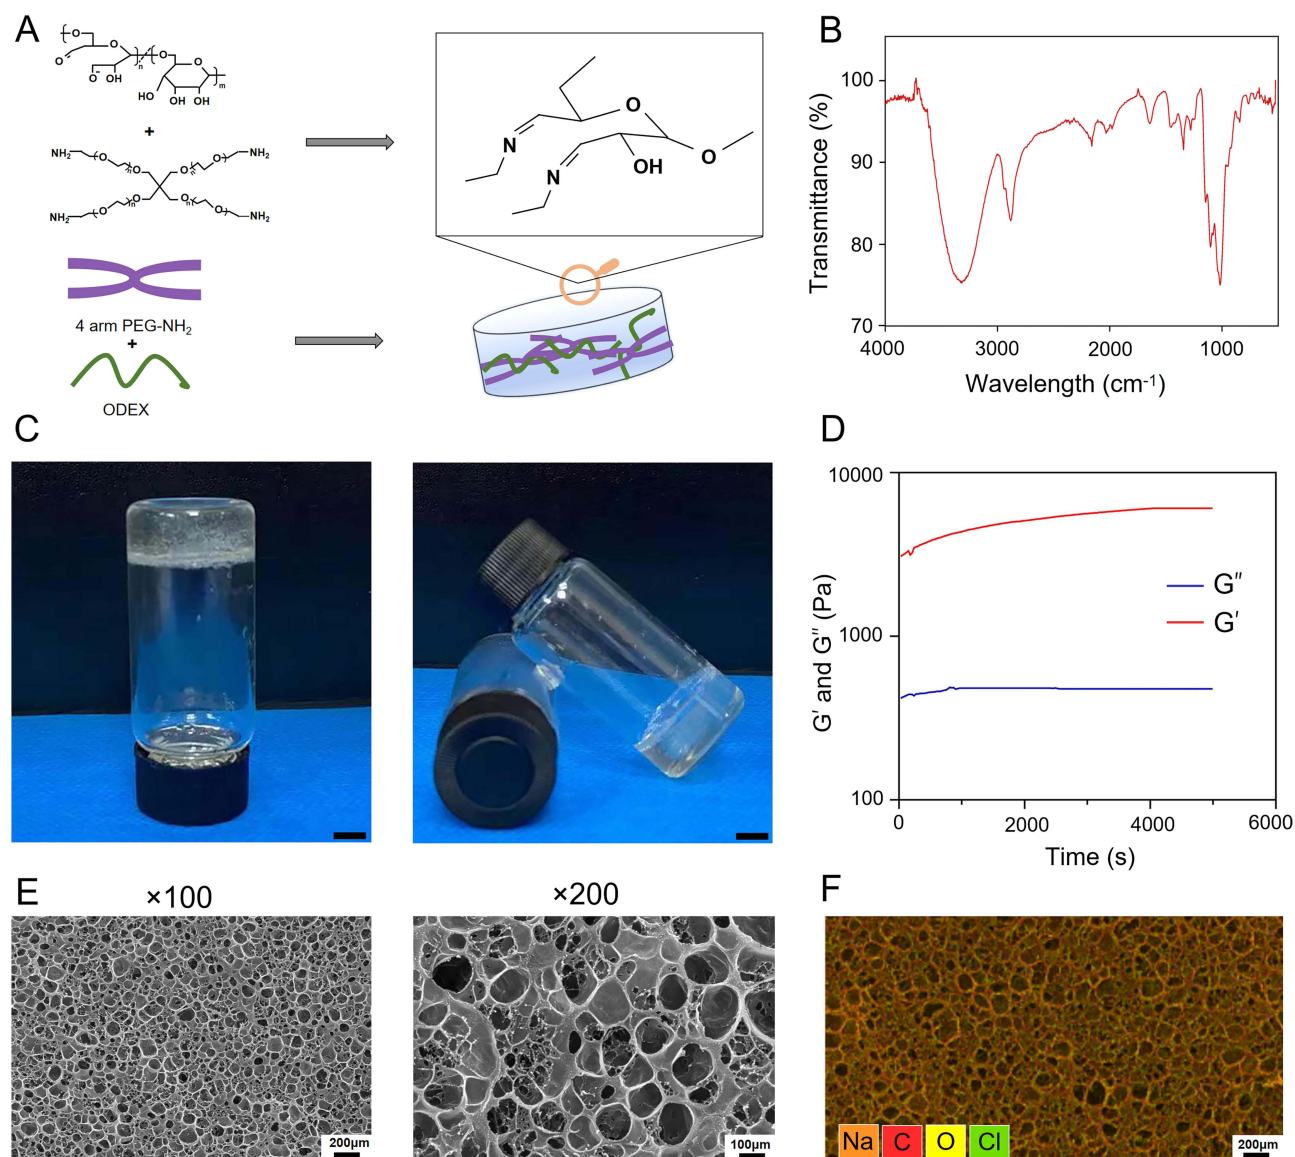 A
O
O
O
O
O-
OH
n
O
O
HO
OH
OH
m
+
NH2
O
n
O
O
n
O
NH2
NH2
O
n
O
O
n
O
NH2
4 arm PEG-NH2
+
ODEX
N
N
O
OH
O
B
Transmittance (%)
100
90
80
70
4000
3000
2000
1000
Wavelength (cm-1)
C
D
G′ and G″ (Pa)
10000
1000
100
G″
G′
0
2000
4000
6000
Time (s)
E
×100
×200
200μm
100μm
F
Na
C
O
Cl
200μm